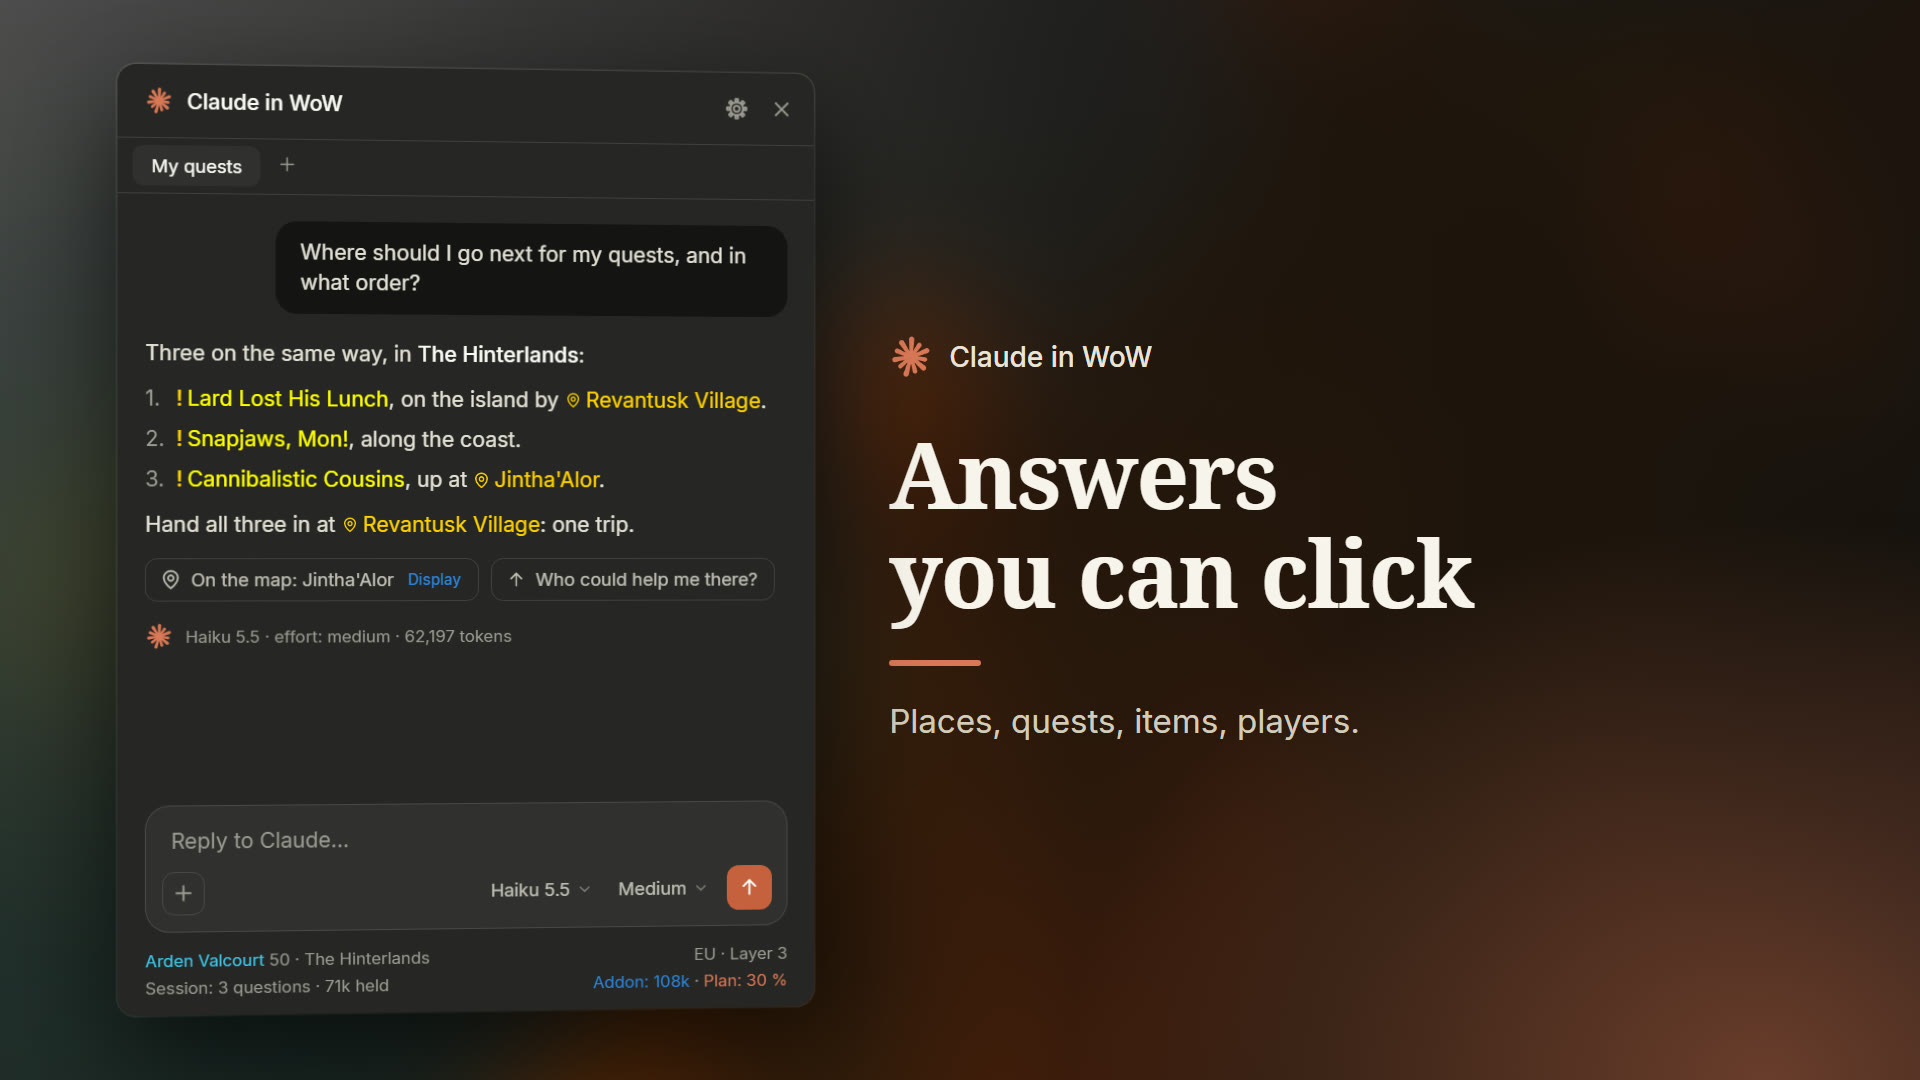 Claude in WoW
My quests
Where should I go next for my quests, and in
what order?
Three on the same way, in The Hinterlands:
1. ! Lard Lost His Lunch, on the island by Revantusk Village.
2. ! Snapjaws, Mon!, along the coast.
3. ! Cannibalistic Cousins, up at Jintha'Alor.
Hand all three in at Revantusk Village: one trip.
On the map: Jintha'Alor Display
Who could help me there?
Haiku 5.5 · effort: medium · 62,197 tokens
Reply to Claude...
Haiku 5.5
Medium
Arden Valcourt 50 · The Hinterlands
EU · Layer 3
Session: 3 questions · 71k held
Addon: 108k · Plan: 30 %
Claude in WoW
Answers
you can click
Places, quests, items, players.